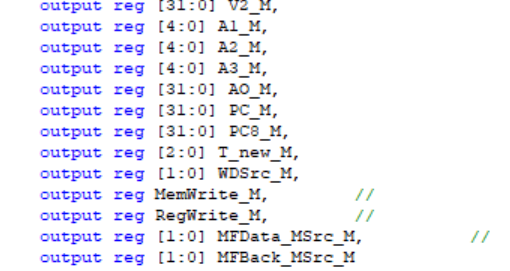 output reg [31:0] V2_M,
output reg [4:0] A1_M,
output reg [4:0] A2_M,
output reg [4:0] A3_M,
output reg [31:0] AO_M,
output reg [31:0] PC_M,
output reg [31:0] PC8_M,
output reg [2:0] T_new_M,
output reg [1:0] WDSrc_M,
output reg MemWrite_M, //
output reg RegWrite_M, //
output reg [1:0] MFData_MSrc_M, //
output reg [1:0] MFBack_MSrc_M